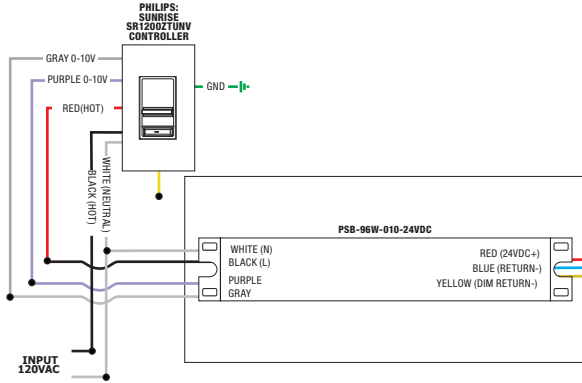 PHILIPS:
SUNRISE
SR1200ZTUNV
CONTROLLER
GRAY 0-10V
PURPLE 0-10V
RED(HOT)
GND
WHITE (NEUTRAL)
BLACK (HOT)
PSB-96W-010-24VDC
WHITE (N)
BLACK (L)
PURPLE
GRAY
RED (24VDC+)
BLUE (RETURN-)
YELLOW (DIM RETURN-)
INPUT
120VAC